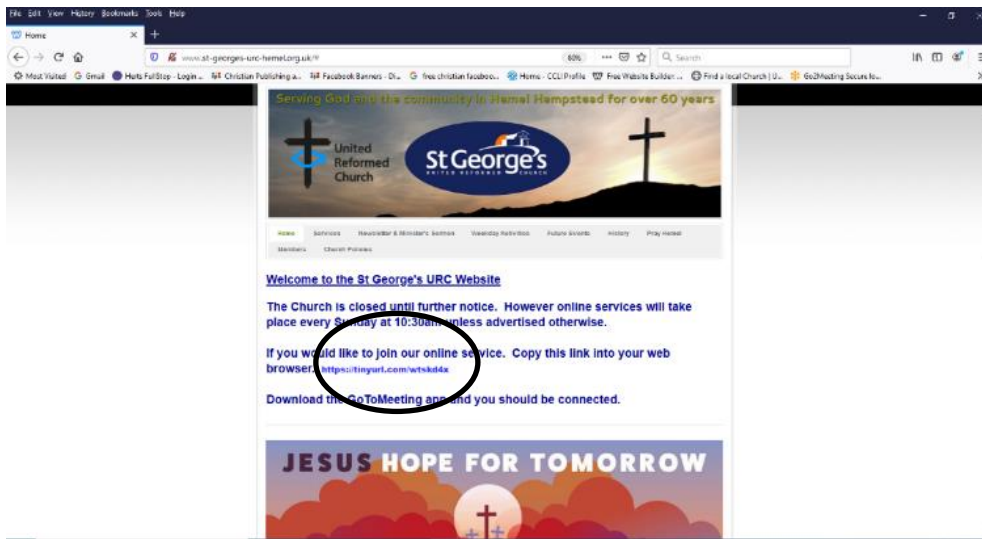 File Edit View History Bookmarks Tools Help
Home
www.st-georges-urc-hemel.org.uk/#
60%
Search
Most Visited Gmail Herts FullStop - Login... Christian Publishing a... Facebook Banners - Di... free christian faceboo... Home - CCLI Profile Free Website Builder: ... Find a local Church | U... Go2Meeting Secure lo...
Serving God and the community in Hemel Hempstead for over 60 years
United
Reformed
Church
St George's
UNITED REFORMED CHURCH
Home Services Newsletter & Minister's Sermon Weekday Activities Future Events History Pray Hemel
Members Church Policies
Welcome to the St George's URC Website
The Church is closed until further notice. However online services will take
place every Sunday at 10:30am unless advertised otherwise.
If you would like to join our online service. Copy this link into your web
browser. https://tinyurl.com/wtskd4x
Download the GoToMeeting app and you should be connected.
JESUS HOPE FOR TOMORROW